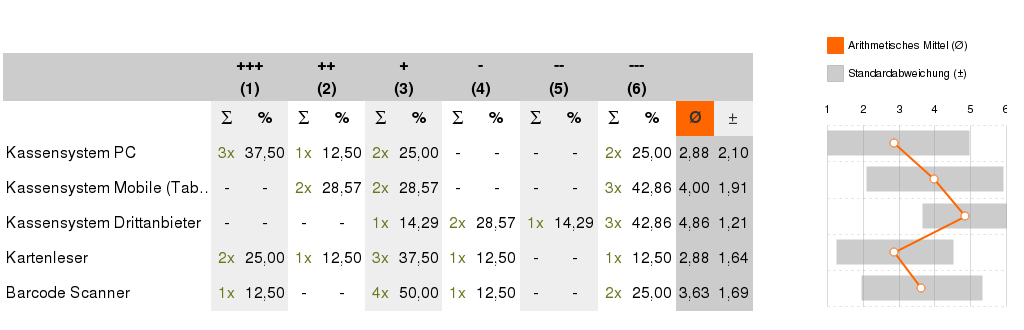 Arithmetisches Mittel (Ø)
Standardabweichung (±)
+++ ++ + - -- ---
(1) (2) (3) (4) (5) (6)
Σ % Σ % Σ % Σ % Σ % Σ % Ø ±
1 2 3 4 5 6
Kassensystem PC 3x 37,50 1x 12,50 2x 25,00 - - - - 2x 25,00 2,88 2,10
Kassensystem Mobile (Tab.. - - 2x 28,57 2x 28,57 - - - - 3x 42,86 4,00 1,91
Kassensystem Drittanbieter - - - - 1x 14,29 2x 28,57 1x 14,29 3x 42,86 4,86 1,21
Kartenleser 2x 25,00 1x 12,50 3x 37,50 1x 12,50 - - 1x 12,50 2,88 1,64
Barcode Scanner 1x 12,50 - - 4x 50,00 1x 12,50 - - 2x 25,00 3,63 1,69